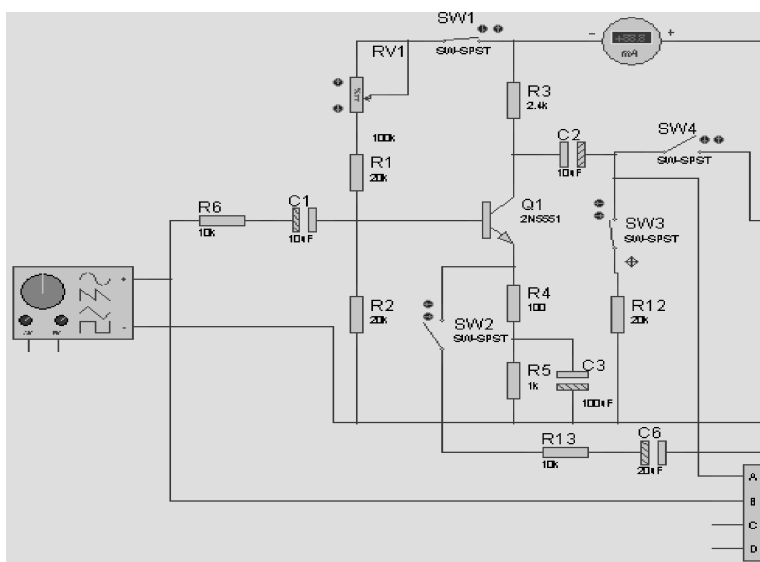 SW1
SW-SPST
- +
mA
RV1
100k
R3
2.4k
C2
10uF
SW4
SW-SPST
R1
20k
R6
10k
C1
10uF
Q1
2N5551
SW3
SW-SPST
+
-
R2
20k
SW2
SW-SPST
R4
100
R12
20k
R5
1k
C3
100uF
R13
10k
C6
20uF
A
B
C
D